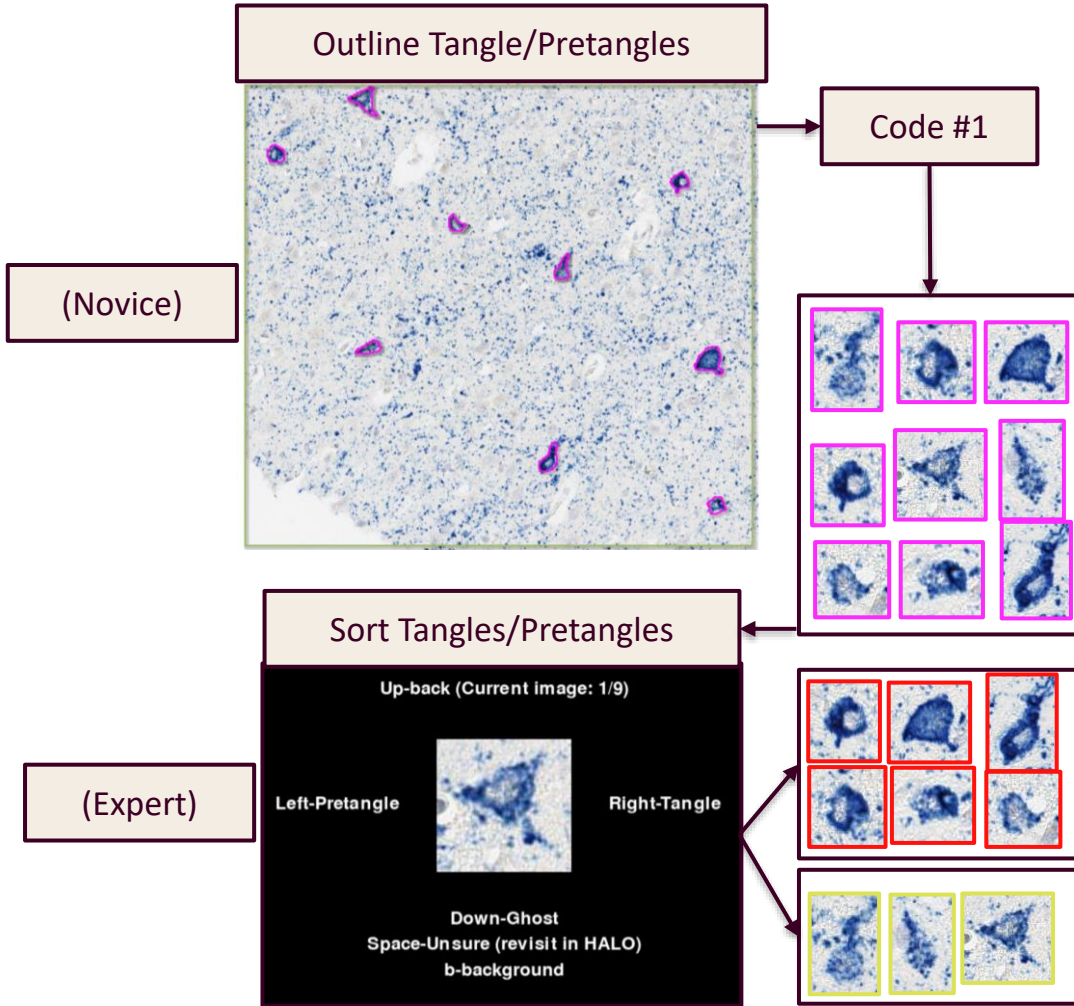 Outline Tangle/Pretangles
Code #1
(Novice)
Sort Tangles/Pretangles
Up-back (Current image: 1/9)
(Expert)
Left-Pretangle
Right-Tangle
Down-Ghost
Space-Unsure (revisit in HALO)
b-background